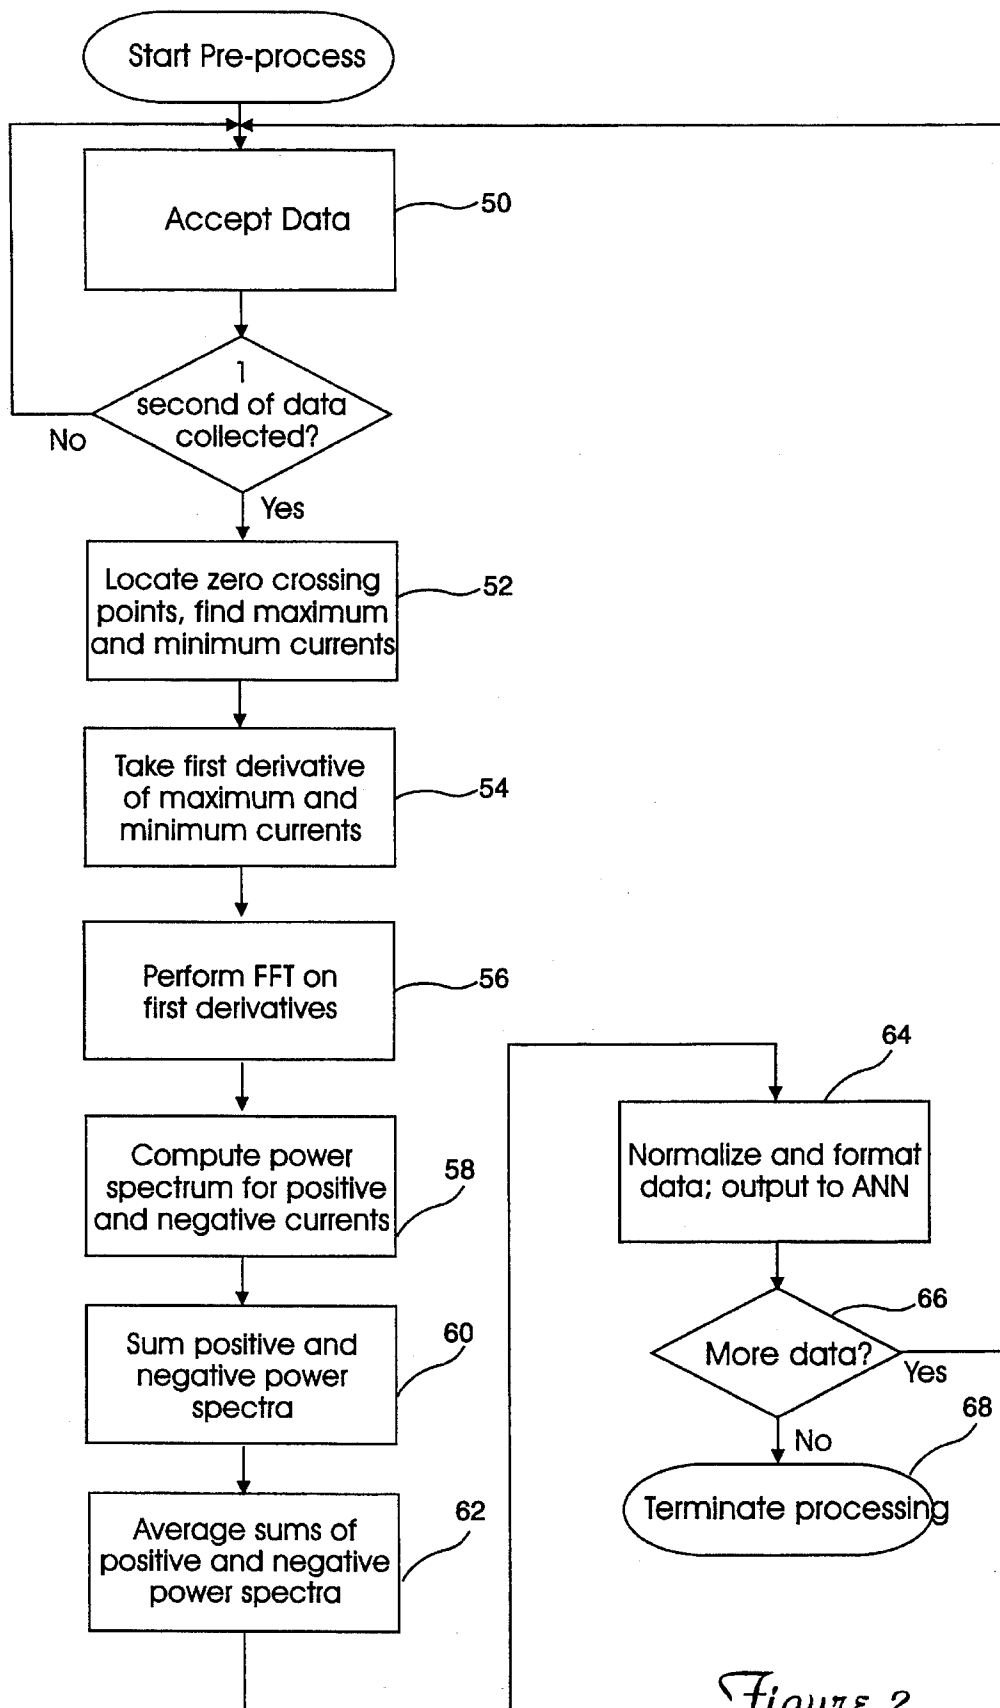 Start Pre-process
Accept Data
50
1
second of data
collected?
No
Yes
Locate zero crossing
points, find maximum
and minimum currents
52
Take first derivative
of maximum and
minimum currents
54
Perform FFT on
first derivatives
56
Compute power
spectrum for positive
and negative currents
58
Sum positive and
negative power
spectra
60
Average sums of
positive and negative
power spectra
62
64
Normalize and format
data; output to ANN
66
More data?
Yes
No
68
Terminate processing
Figure 2